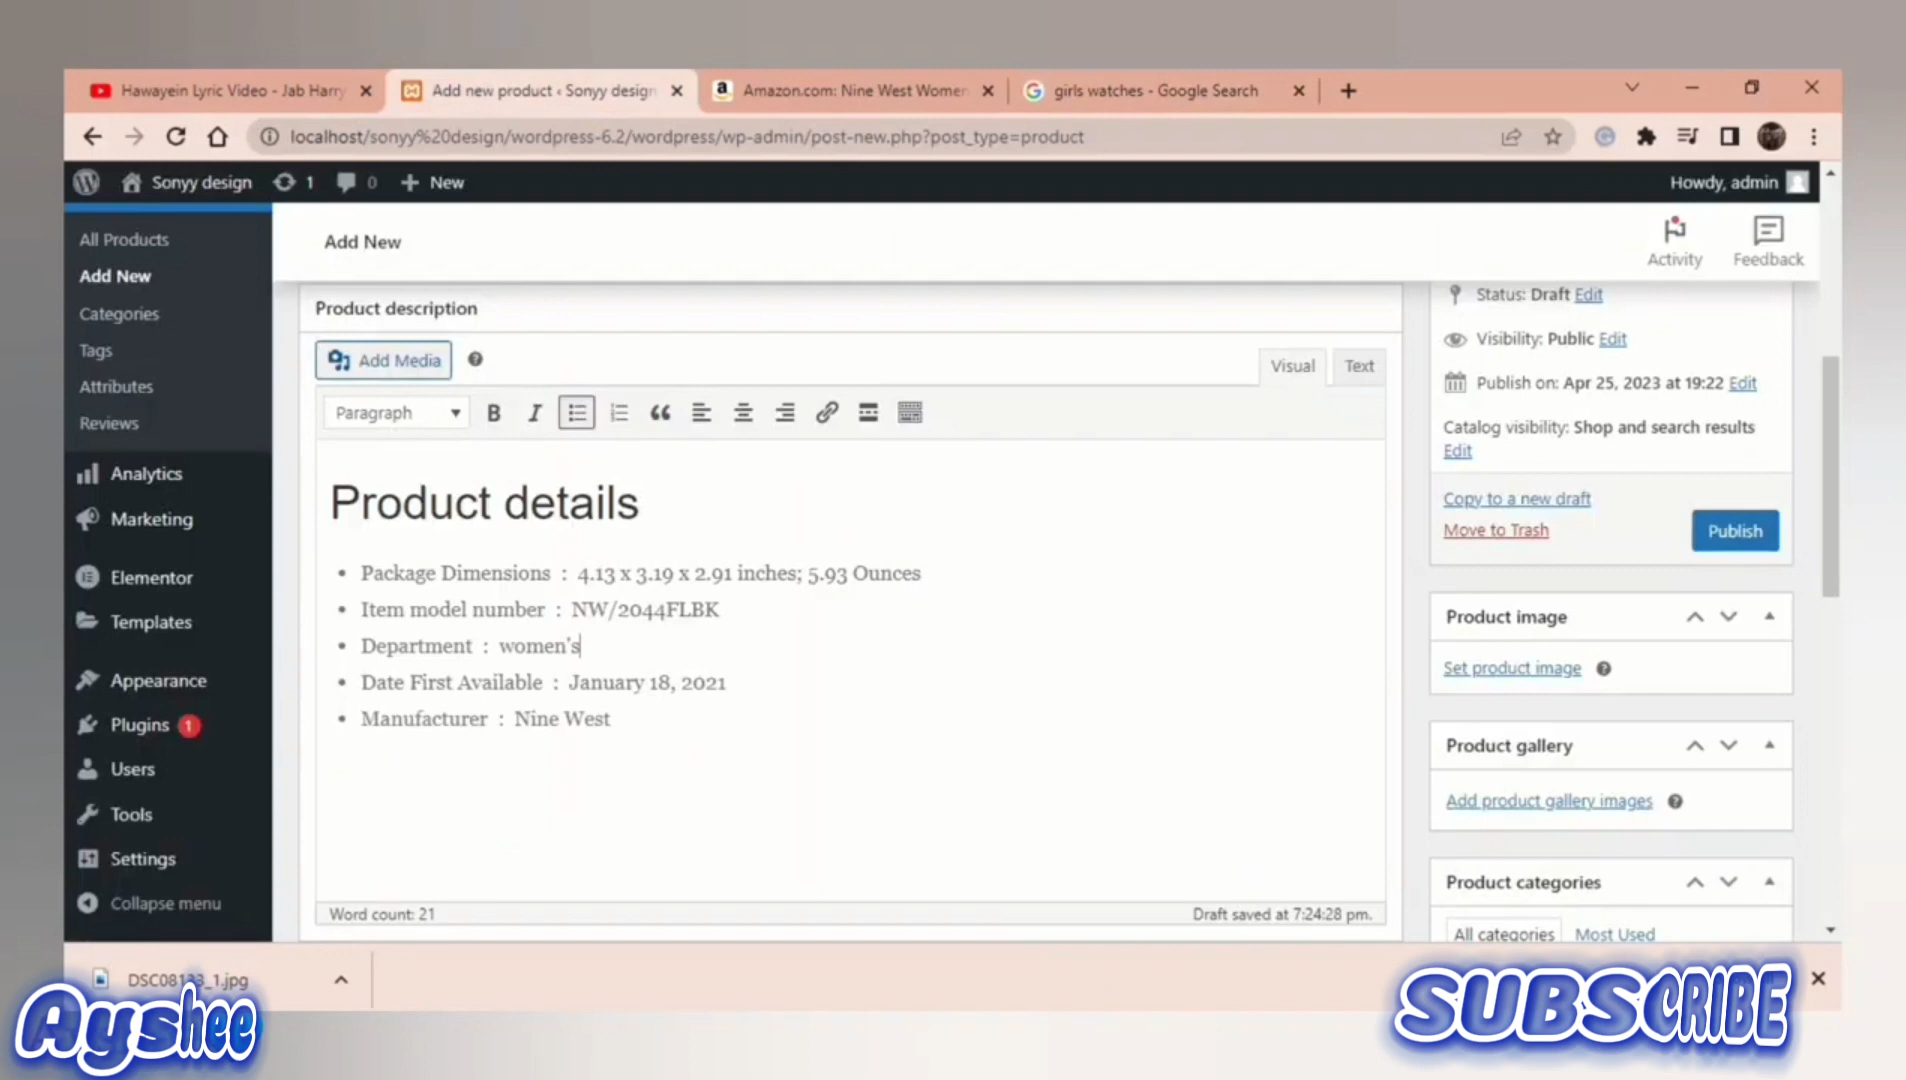 Hawayein Lyric Video - Jab Harry
Add new product ‹ Sonyy design
Amazon.com: Nine West Women
girls watches - Google Search
localhost/sonyy%20design/wordpress-6.2/wordpress/wp-admin/post-new.php?post_type=product
Sonyy design 1 0 + New
Howdy, admin
All Products
Add New
Categories
Tags
Attributes
Reviews
Analytics
Marketing
Elementor
Templates
Appearance
Plugins 1
Users
Tools
Settings
Collapse menu
Add New
Activity
Feedback
Product description
Add Media
Visual Text
Paragraph B I
Product details
• Package Dimensions : 4.13 x 3.19 x 2.91 inches; 5.93 Ounces
• Item model number : NW/2044FLBK
• Department : women's
• Date First Available : January 18, 2021
• Manufacturer : Nine West
Word count: 21
Draft saved at 7:24:28 pm.
Status: Draft Edit
Visibility: Public Edit
Publish on: Apr 25, 2023 at 19:22 Edit
Catalog visibility: Shop and search results
Edit
Copy to a new draft
Move to Trash
Publish
Product image
Set product image
Product gallery
Add product gallery images
Product categories
All categories Most Used
Ayshee
SUBSCRIBE